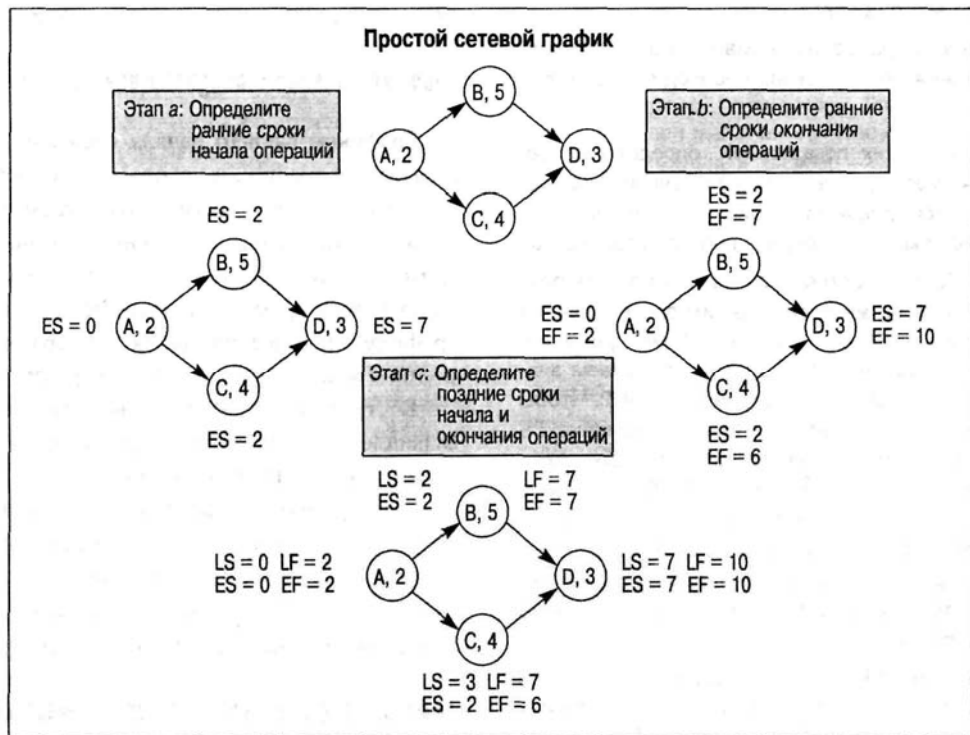 Простой сетевой график
Этап a: Определите
ранние сроки
начала операций
B, 5
A, 2
D, 3
C, 4
Этап b: Определите ранние
сроки окончания
операций
ES = 2
B, 5
ES = 0
A, 2
D, 3
ES = 7
C, 4
ES = 2
ES = 2
EF = 7
B, 5
ES = 0
EF = 2
A, 2
D, 3
ES = 7
EF = 10
C, 4
ES = 2
EF = 6
Этап c: Определите
поздние сроки
начала и
окончания операций
LS = 2 LF = 7
ES = 2 EF = 7
B, 5
LS = 0 LF = 2
ES = 0 EF = 2
A, 2
D, 3
LS = 7 LF = 10
ES = 7 EF = 10
C, 4
LS = 3 LF = 7
ES = 2 EF = 6